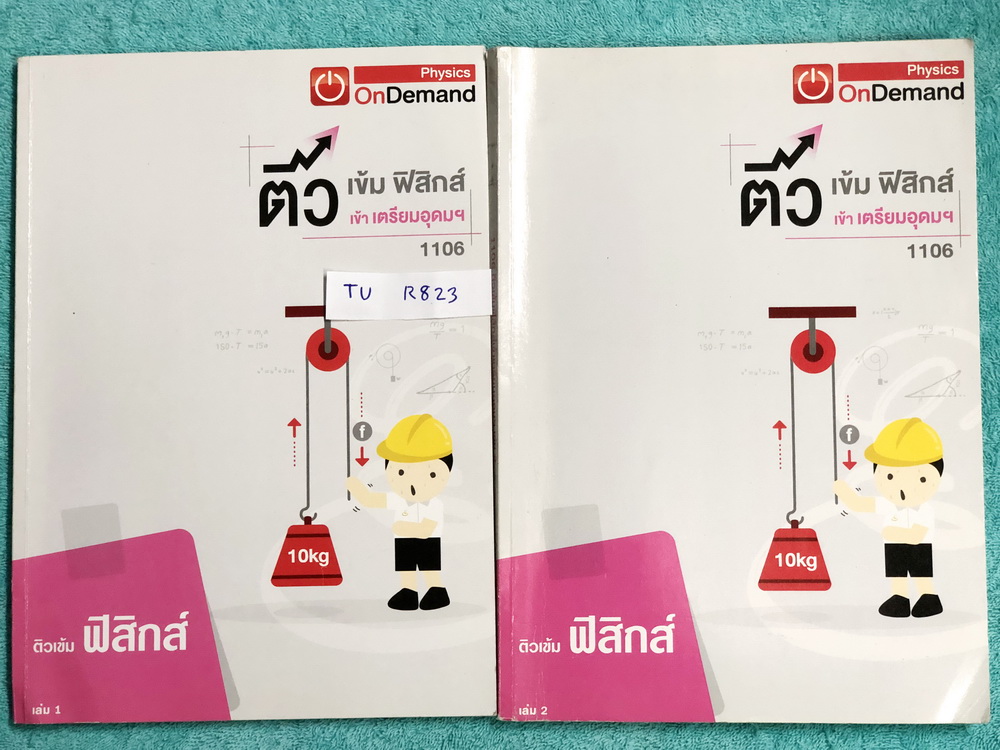 Physics
OnDemand
ติว เข้ม ฟิสิกส์
เข้า เตรียมอุดมฯ
1106
TU R823
f
10kg
ติวเข้ม ฟิสิกส์
เล่ม 1
Physics
OnDemand
ติว เข้ม ฟิสิกส์
เข้า เตรียมอุดมฯ
1106
f
10kg
ติวเข้ม ฟิสิกส์
เล่ม 2